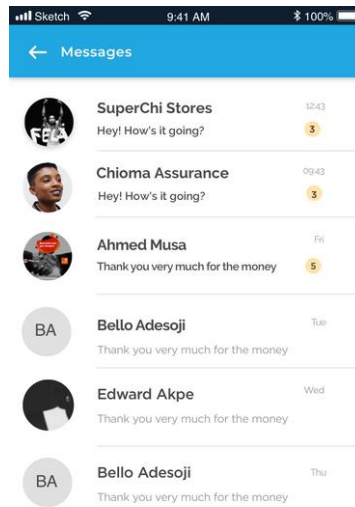 Sketch 9:41 AM 100%
Messages
SuperChi Stores 12:43
Hey! How's it going? 3
Chioma Assurance 09:43
Hey! How's it going? 3
Ahmed Musa Fri
Thank you very much for the money 5
BA Bello Adesoji Tue
Thank you very much for the money
Edward Akpe Wed
Thank you very much for the money
BA Bello Adesoji Thu
Thank you very much for the money